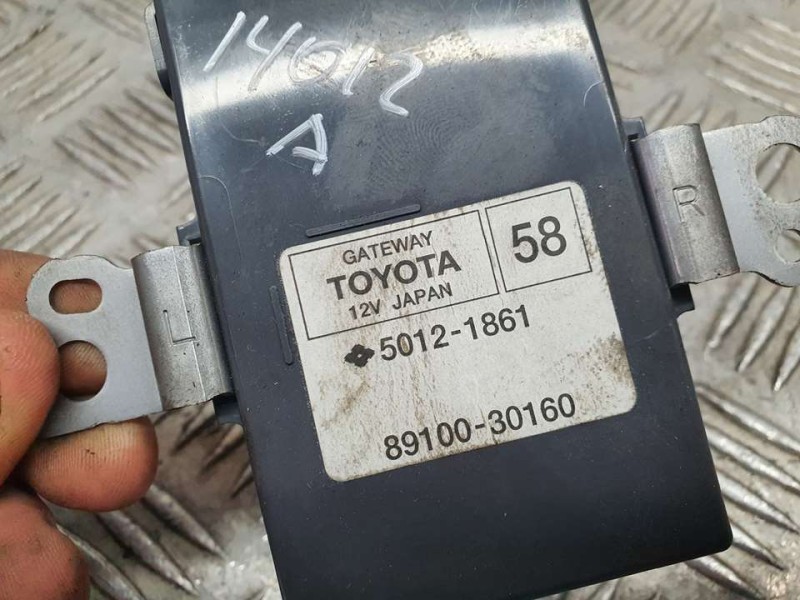 14012
A
GATEWAY
TOYOTA
12V JAPAN
58
5012-1861
89100-30160
L
R